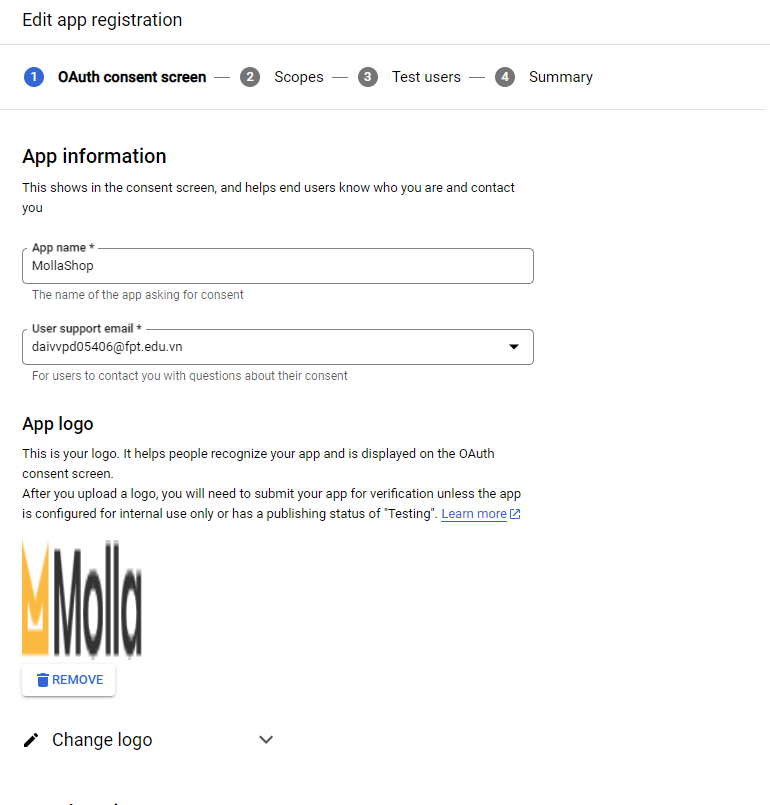 Edit app registration
1 OAuth consent screen — 2 Scopes — 3 Test users — 4 Summary
App information
This shows in the consent screen, and helps end users know who you are and contact
you
App name *
MollaShop
The name of the app asking for consent
User support email *
daivvpd05406@fpt.edu.vn
For users to contact you with questions about their consent
App logo
This is your logo. It helps people recognize your app and is displayed on the OAuth
consent screen.
After you upload a logo, you will need to submit your app for verification unless the app
is configured for internal use only or has a publishing status of "Testing". Learn more
Molla
REMOVE
Change logo